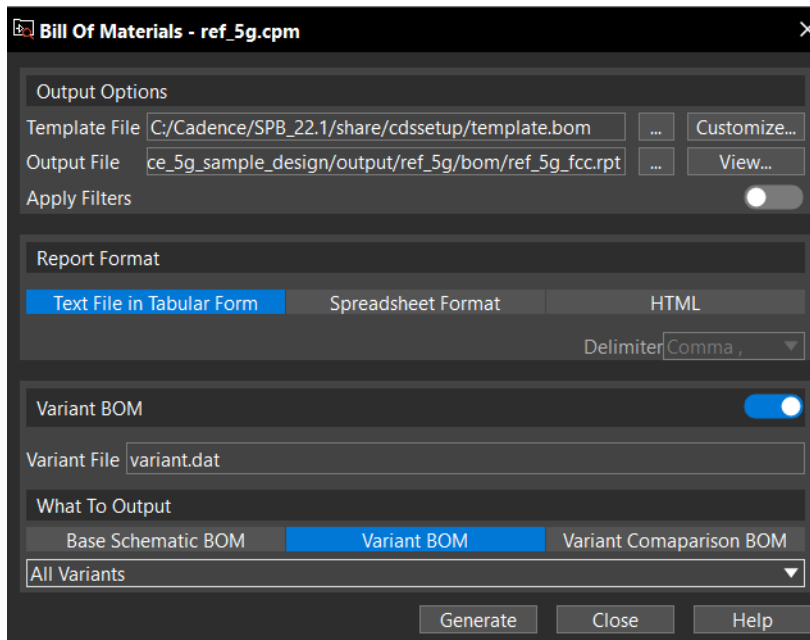 Bill Of Materials - ref_5g.cpm
Output Options
Template File C:/Cadence/SPB_22.1/share/cdssetup/template.bom ... Customize...
Output File ce_5g_sample_design/output/ref_5g/bom/ref_5g_fcc.rpt ... View...
Apply Filters
Report Format
Text File in Tabular Form Spreadsheet Format HTML
Delimiter Comma ,
Variant BOM
Variant File variant.dat
What To Output
Base Schematic BOM Variant BOM Variant Comaparison BOM
All Variants
Generate Close Help